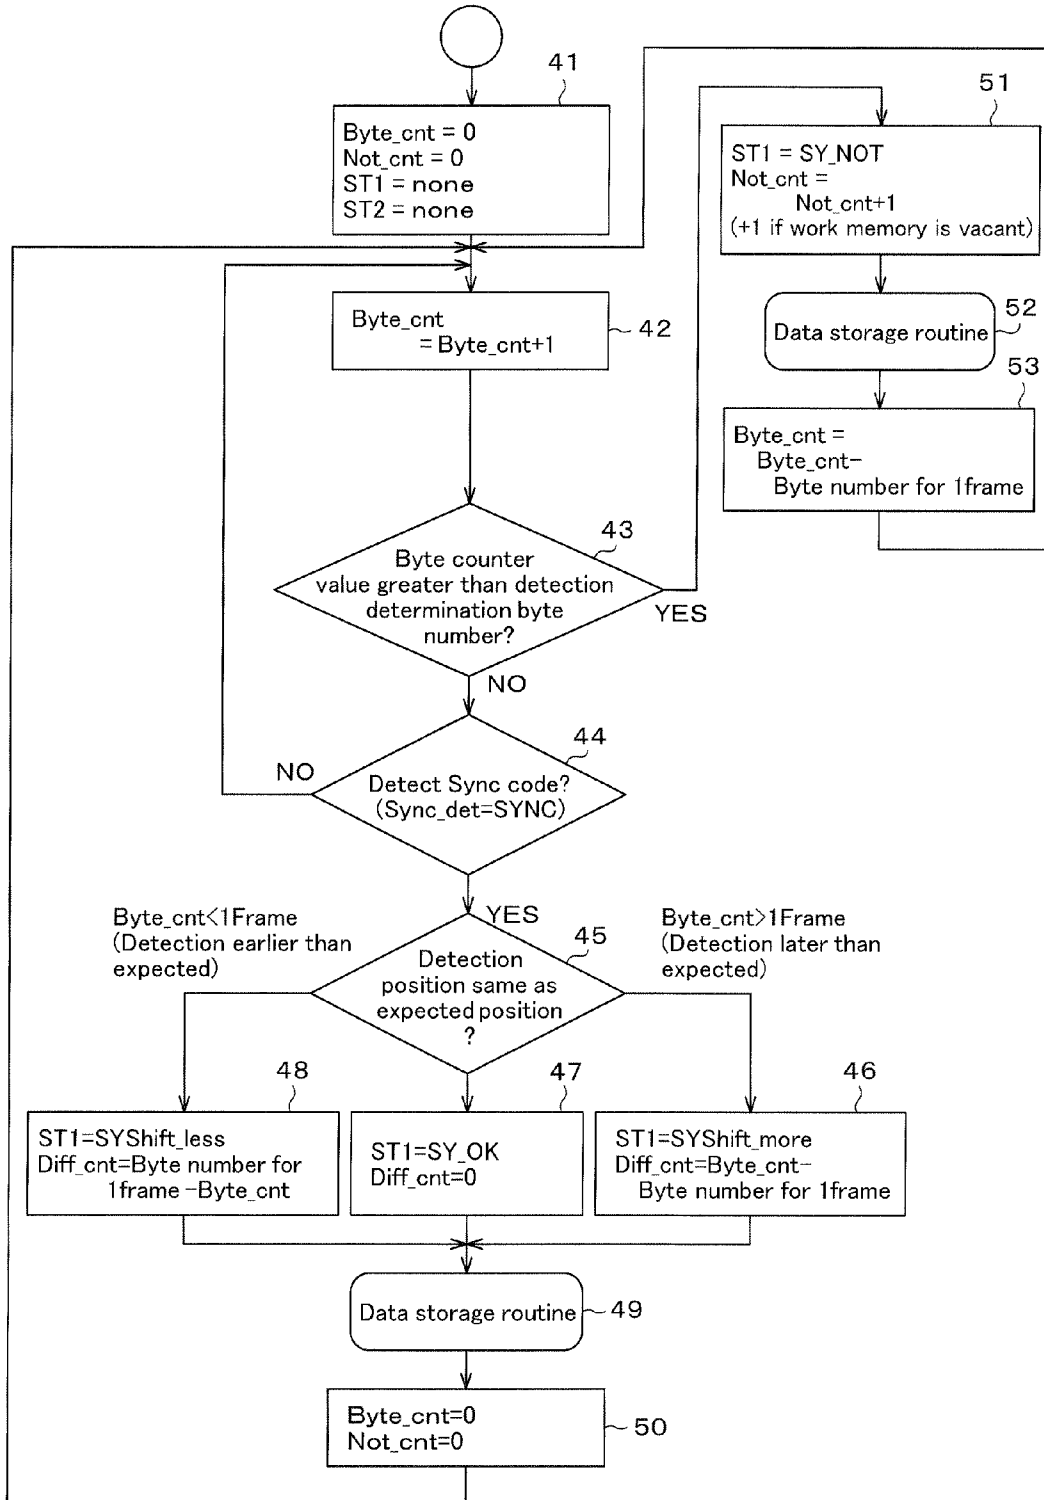 41
Byte_cnt = 0
Not_cnt = 0
ST1 = none
ST2 = none
51
ST1 = SY_NOT
Not_cnt =
Not_cnt+1
(+1 if work memory is vacant)
Byte_cnt
= Byte_cnt+1
42
52
Data storage routine
53
Byte_cnt =
Byte_cnt-
Byte number for 1frame
43
Byte counter
value greater than detection
determination byte
number?
YES
NO
44
NO
Detect Sync code?
(Sync_det=SYNC)
YES
Byte_cnt<1Frame
(Detection earlier than
expected)
Byte_cnt>1Frame
(Detection later than
expected)
45
Detection
position same as
expected position
?
48
ST1=SYShift_less
Diff_cnt=Byte number for
1frame-Byte_cnt
47
ST1=SY_OK
Diff_cnt=0
46
ST1=SYShift_more
Diff_cnt=Byte_cnt-
Byte number for 1frame
Data storage routine
49
Byte_cnt=0
Not_cnt=0
50